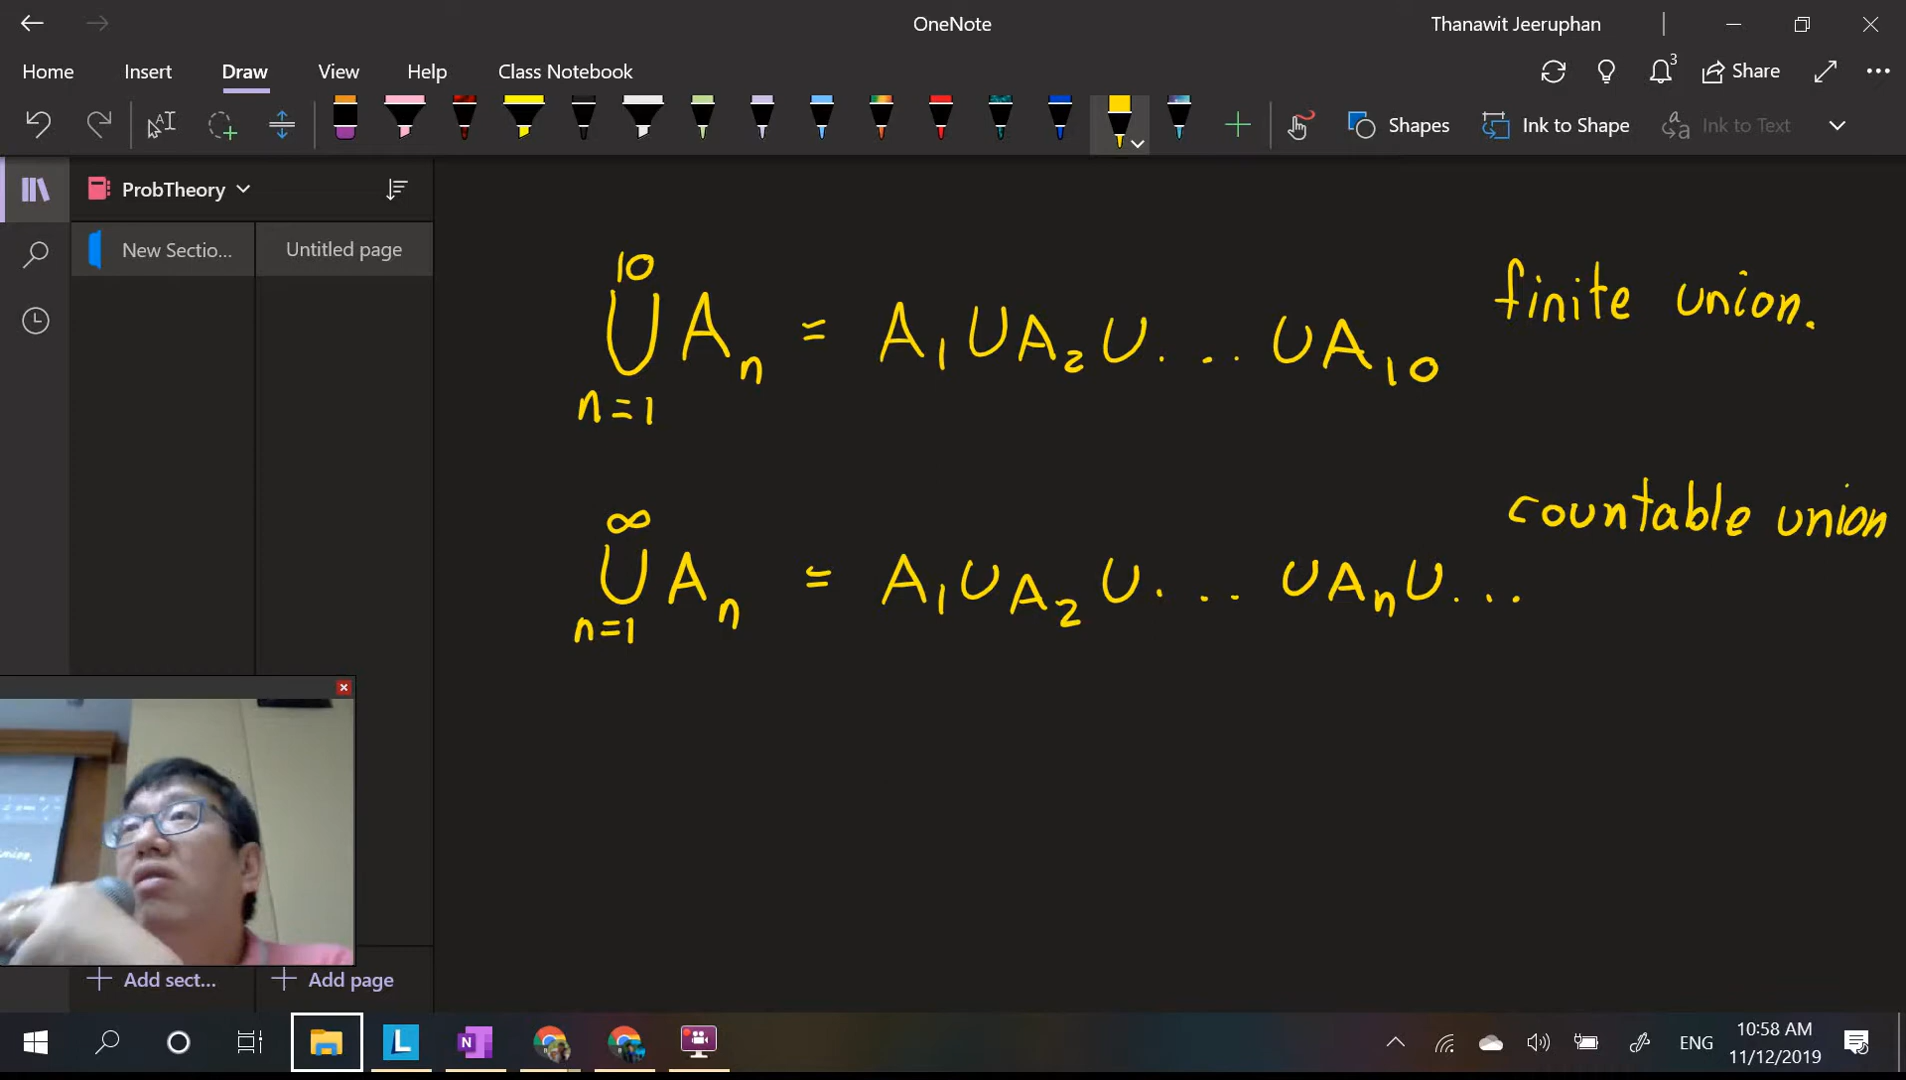 OneNote
Thanawit Jeeruphan
Home Insert Draw View Help Class Notebook
3
Share
Shapes
Ink to Shape
Ink to Text
ProbTheory
New Sectio...
Untitled page
10
⋃ Aₙ = A₁ ∪ A₂ ∪ ... ∪ A₁₀
n=1
finite union.
∞
⋃ Aₙ = A₁ ∪ A₂ ∪ ... ∪ Aₙ ∪ ...
n=1
countable union
Add sect...
Add page
ENG
10:58 AM
11/12/2019